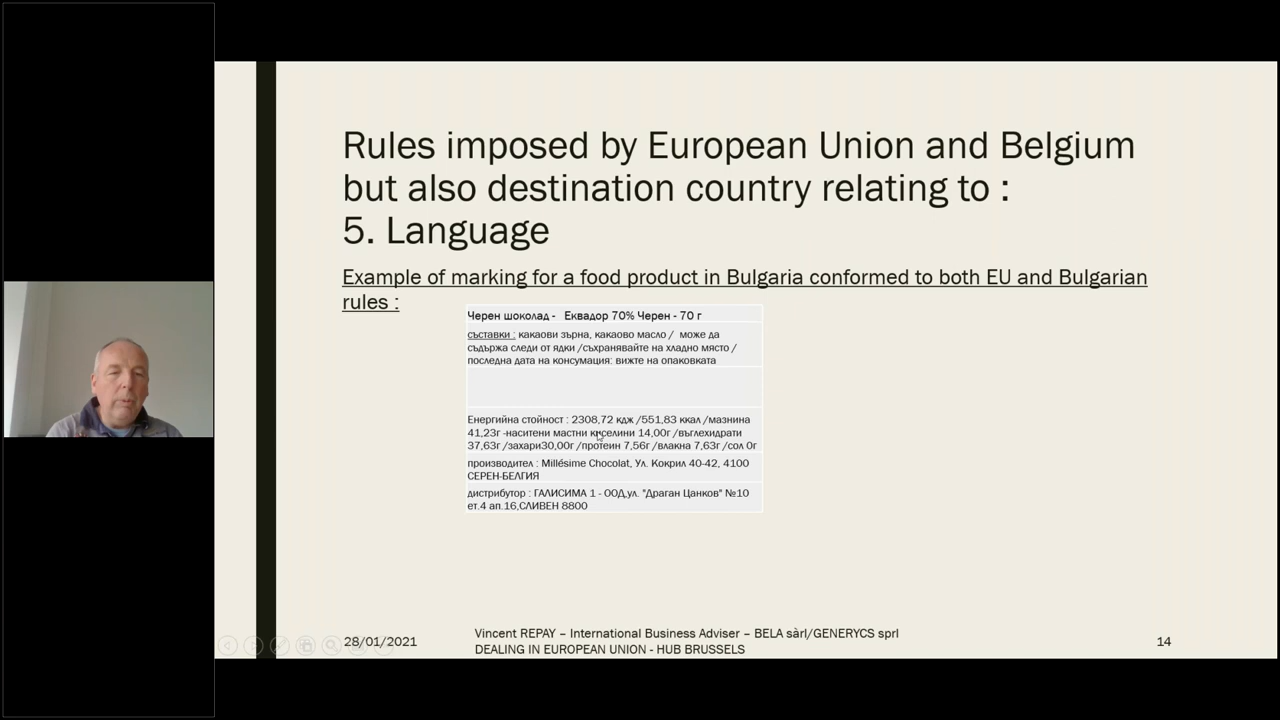 Rules imposed by European Union and Belgium
but also destination country relating to :
5. Language
Example of marking for a food product in Bulgaria conformed to both EU and Bulgarian
rules :
Черен шоколад - Еквадор 70% Черен - 70 г
съставки : какаови зърна, какаово масло / може да
съдържа следи от ядки /съхранявайте на хладно място /
последна дата на консумация: вижте на опаковката
Енергийна стойност : 2308,72 кдж /551,83 ккал /мазнина
41,23г -наситени мастни киселини 14,00г /въглехидрати
37,63г /захари30,00г /протеин 7,56г /влакна 7,63г /сол 0г
производител : Millésime Chocolat, Ул. Кокрил 40-42, 4100
СЕРЕН-БЕЛГИЯ
дистрибутор : ГАЛИСИМА 1 - ООД,ул. "Драган Цанков" №10
ет.4 ап.16,СЛИВЕН 8800
28/01/2021
Vincent REPAY – International Business Adviser – BELA sàrl/GENERYCS sprl
DEALING IN EUROPEAN UNION - HUB BRUSSELS
14